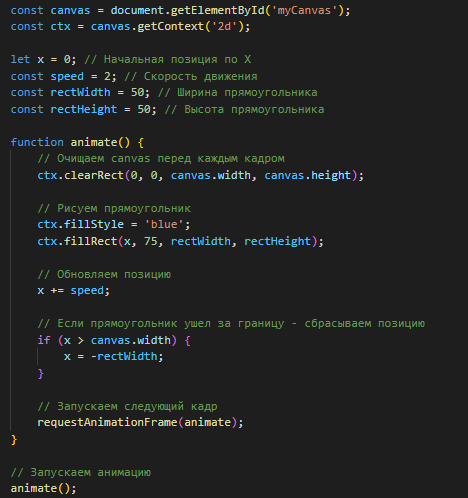 const canvas = document.getElementById('myCanvas');
const ctx = canvas.getContext('2d');

let x = 0; // Начальная позиция по X
const speed = 2; // Скорость движения
const rectWidth = 50; // Ширина прямоугольника
const rectHeight = 50; // Высота прямоугольника

function animate() {
    // Очищаем canvas перед каждым кадром
    ctx.clearRect(0, 0, canvas.width, canvas.height);

    // Рисуем прямоугольник
    ctx.fillStyle = 'blue';
    ctx.fillRect(x, 75, rectWidth, rectHeight);

    // Обновляем позицию
    x += speed;

    // Если прямоугольник ушел за границу - сбрасываем позицию
    if (x > canvas.width) {
        x = -rectWidth;
    }

    // Запускаем следующий кадр
    requestAnimationFrame(animate);
}

// Запускаем анимацию
animate();